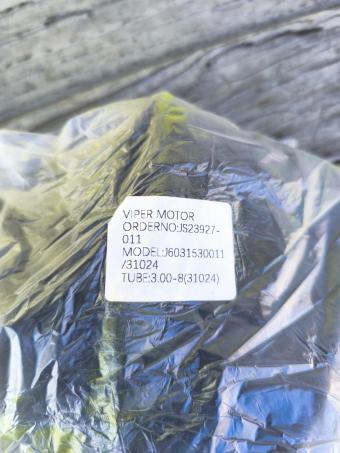 VIPER MOTOR
ORDERNO:JS23927-
011
MODEL:J6031530011
/31024
TUBE:3.00-8(31024)